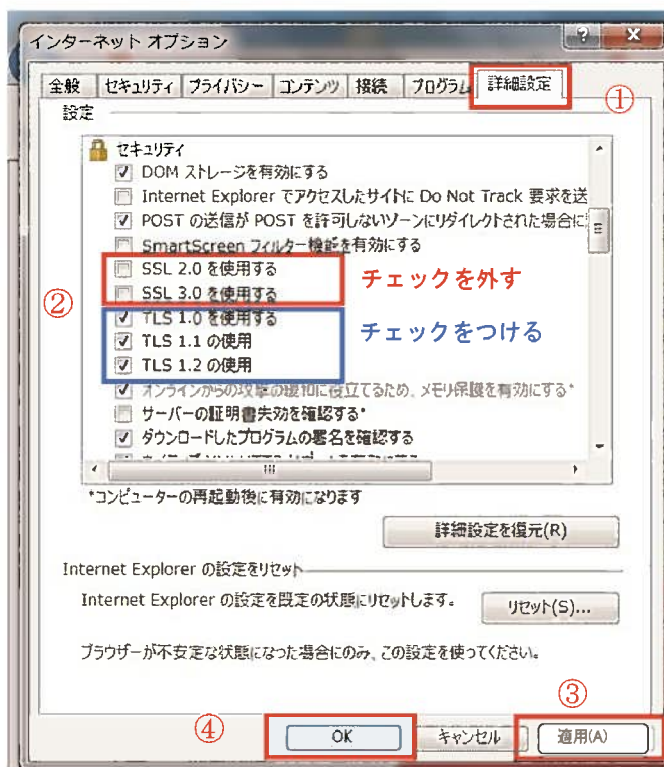 インターネット オプション
全般 セキュリティ プライバシー コンテンツ 接続 プログラム 詳細設定
①
設定
セキュリティ
DOM ストレージを有効にする
Internet Explorer でアクセスしたサイトに Do Not Track 要求を送
POST の送信が POST を許可しないゾーンにリダイレクトされた場合に
SmartScreen フィルター機能を有効にする
②
SSL 2.0 を使用する
SSL 3.0 を使用する
チェックを外す
TLS 1.0 を使用する
TLS 1.1 の使用
TLS 1.2 の使用
チェックをつける
オンラインからの攻撃の緩和に役立てるため、メモリ保護を有効にする*
サーバーの証明書失効を確認する*
ダウンロードしたプログラムの署名を確認する
*コンピューターの再起動後に有効になります
詳細設定を復元(R)
Internet Explorer の設定をリセット
Internet Explorer の設定を既定の状態にリセットします。
リセット(S)...
ブラウザーが不安定な状態になった場合にのみ、この設定を使ってください。
③
④
OK キャンセル 適用(A)